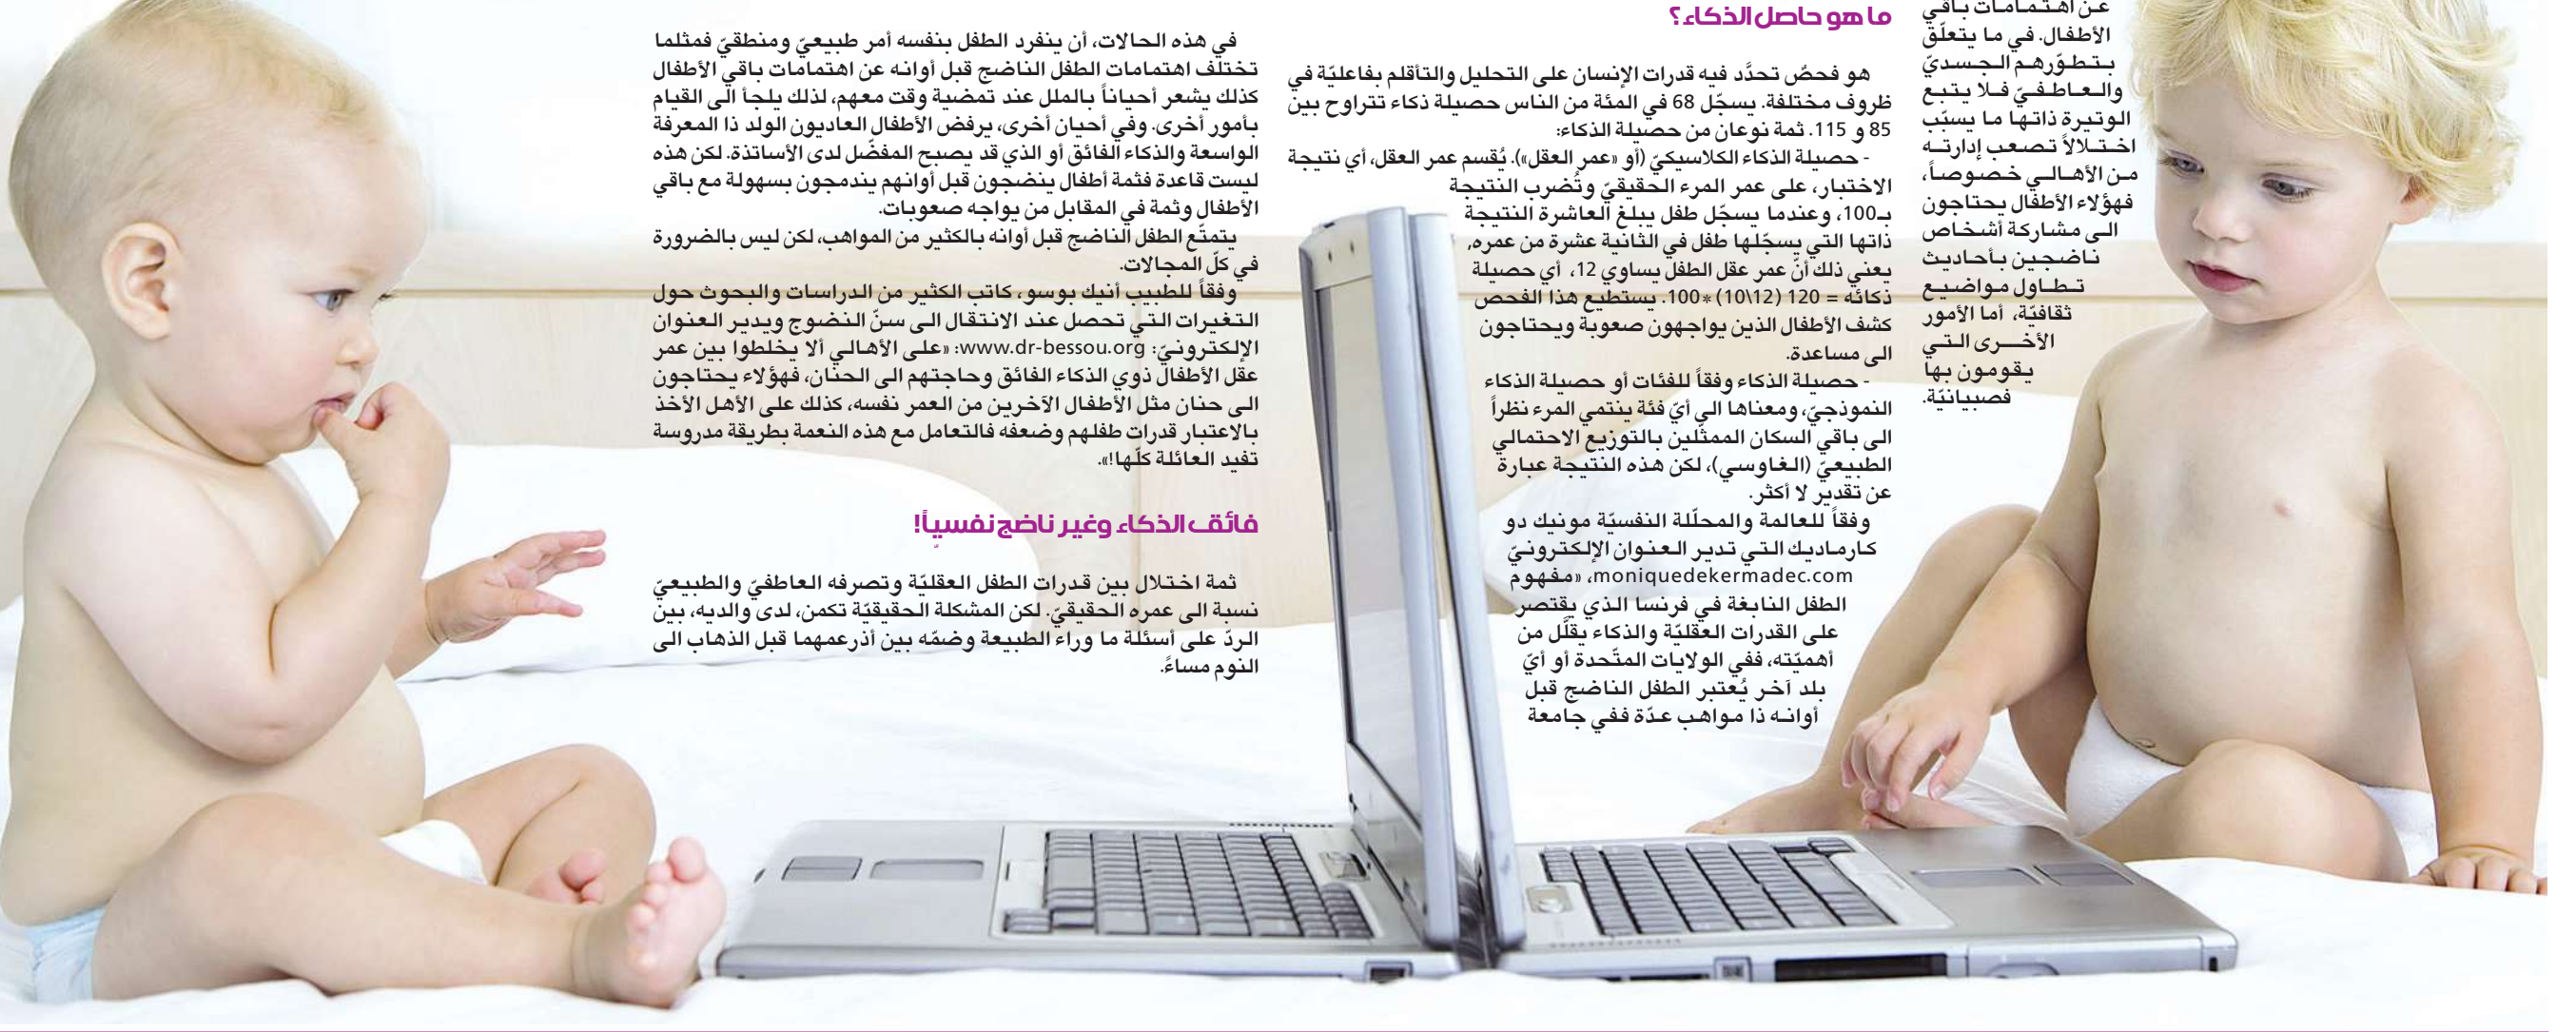 عن اهتمامات باقي
الأطفال. في ما يتعلّق
بتطوّرهم الجسديّ
والعاطفيّ فلا يتبع
الوتيرة ذاتها ما يسبّب
اختلالاً تصعب إدارته
من الأهالي خصوصاً،
فهؤلاء الأطفال يحتاجون
الى مشاركة أشخاص
ناضجين بأحاديث
تطاول مواضيع
ثقافيّة، أما الأمور
الأخرى التي
يقومون بها
فصبيانيّة.
ما هو حاصل الذكاء؟
هو فحصٌ تحدَّد فيه قدرات الإنسان على التحليل والتأقلم بفاعليّة في
ظروف مختلفة. يسجّل 68 في المئة من الناس حصيلة ذكاء تتراوح بين
85 و 115. ثمة نوعان من حصيلة الذكاء:
- حصيلة الذكاء الكلاسيكيّ (أو «عمر العقل»). يُقسم عمر العقل، أي نتيجة
الاختبار، على عمر المرء الحقيقيّ وتُضرب النتيجة
بـ100، وعندما يسجّل طفل يبلغ العاشرة النتيجة
ذاتها التي يسجّلها طفل في الثانية عشرة من عمره،
يعني ذلك أنّ عمر عقل الطفل يساوي 12، أي حصيلة
ذكائه = 120 (12\10) *100. يستطيع هذا الفحص
كشف الأطفال الذين يواجهون صعوبة ويحتاجون
الى مساعدة.
- حصيلة الذكاء وفقاً للفئات أو حصيلة الذكاء
النموذجيّ، ومعناها الى أيّ فئة ينتمي المرء نظراً
الى باقي السكان الممثّلين بالتوزيع الاحتمالي
الطبيعيّ (الغاوسي)، لكن هذه النتيجة عبارة
عن تقدير لا أكثر.
وفقاً للعالمة والمحلّلة النفسيّة مونيك دو
كارماديك التي تدير العنوان الإلكترونيّ
moniquedekermadec.com، «مفهوم
الطفل النابغة في فرنسا الذي يقتصر
على القدرات العقليّة والذكاء يقلّل من
أهميّته، ففي الولايات المتّحدة أو أيّ
بلد آخر يُعتبر الطفل الناضج قبل
أوانه ذا مواهب عدّة ففي جامعة
في هذه الحالات، أن ينفرد الطفل بنفسه أمر طبيعيّ ومنطقيّ فمثلما
تختلف اهتمامات الطفل الناضج قبل أوانه عن اهتمامات باقي الأطفال
كذلك يشعر أحياناً بالملل عند تمضية وقت معهم، لذلك يلجأ الى القيام
بأمور أخرى. وفي أحيان أخرى، يرفض الأطفال العاديون الولد ذا المعرفة
الواسعة والذكاء الفائق أو الذي قد يصبح المفضّل لدى الأساتذة. لكن هذه
ليست قاعدة فثمة أطفال ينضجون قبل أوانهم يندمجون بسهولة مع باقي
الأطفال وثمة في المقابل من يواجه صعوبات.
يتمتّع الطفل الناضج قبل أوانه بالكثير من المواهب، لكن ليس بالضرورة
في كلّ المجالات.
وفقاً للطبيب أنيك بوسو، كاتب الكثير من الدراسات والبحوث حول
التغيرات التي تحصل عند الانتقال الى سنّ النضوج ويدير العنوان
الإلكترونيّ: www.dr-bessou.org: «على الأهالي ألا يخلطوا بين عمر
عقل الأطفال ذوي الذكاء الفائق وحاجتهم الى الحنان، فهؤلاء يحتاجون
الى حنان مثل الأطفال الآخرين من العمر نفسه، كذلك على الأهل الأخذ
بالاعتبار قدرات طفلهم وضعفه فالتعامل مع هذه النعمة بطريقة مدروسة
تفيد العائلة كلّها!».
فائق الذكاء وغير ناضج نفسياً!
ثمة اختلال بين قدرات الطفل العقليّة وتصرفه العاطفيّ والطبيعيّ
نسبة الى عمره الحقيقيّ. لكن المشكلة الحقيقيّة تكمن، لدى والديه، بين
الردّ على أسئلة ما وراء الطبيعة وضمّه بين أذرعمهما قبل الذهاب الى
النوم مساءً.